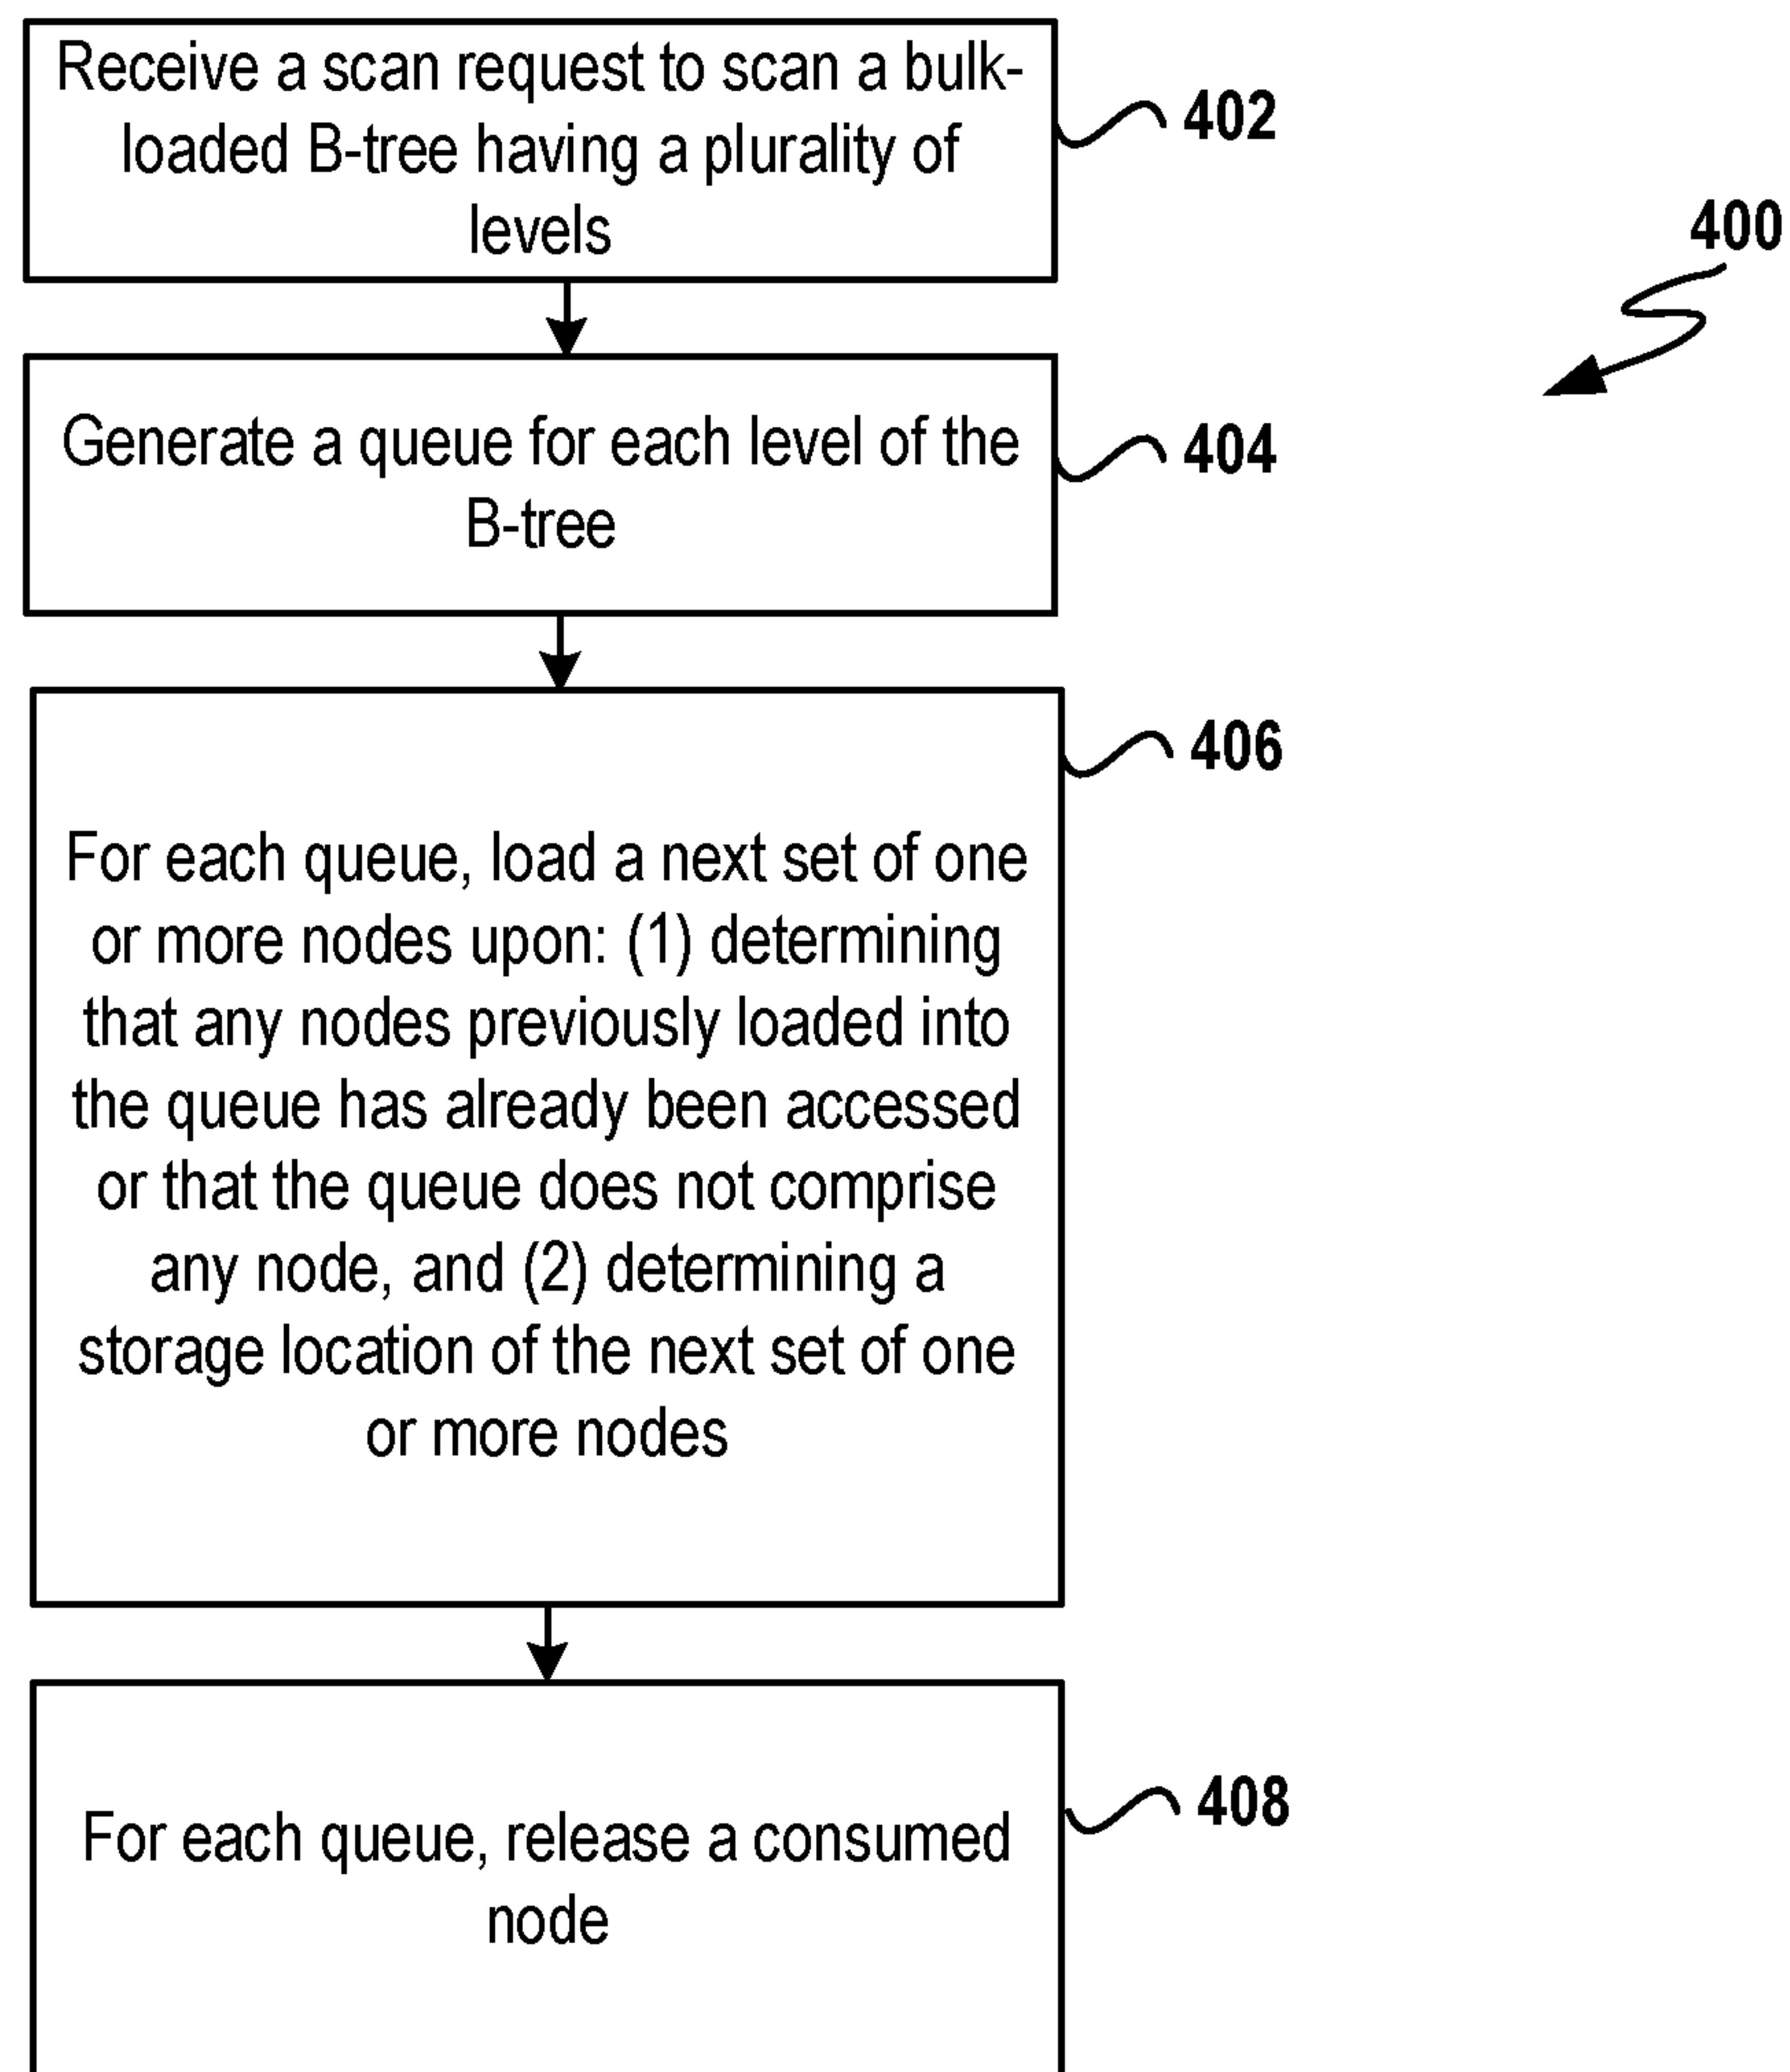 Receive a scan request to scan a bulk-
loaded B-tree having a plurality of
levels
402
400
Generate a queue for each level of the
B-tree
404
406
For each queue, load a next set of one
or more nodes upon: (1) determining
that any nodes previously loaded into
the queue has already been accessed
or that the queue does not comprise
any node, and (2) determining a
storage location of the next set of one
or more nodes
For each queue, release a consumed
node
408